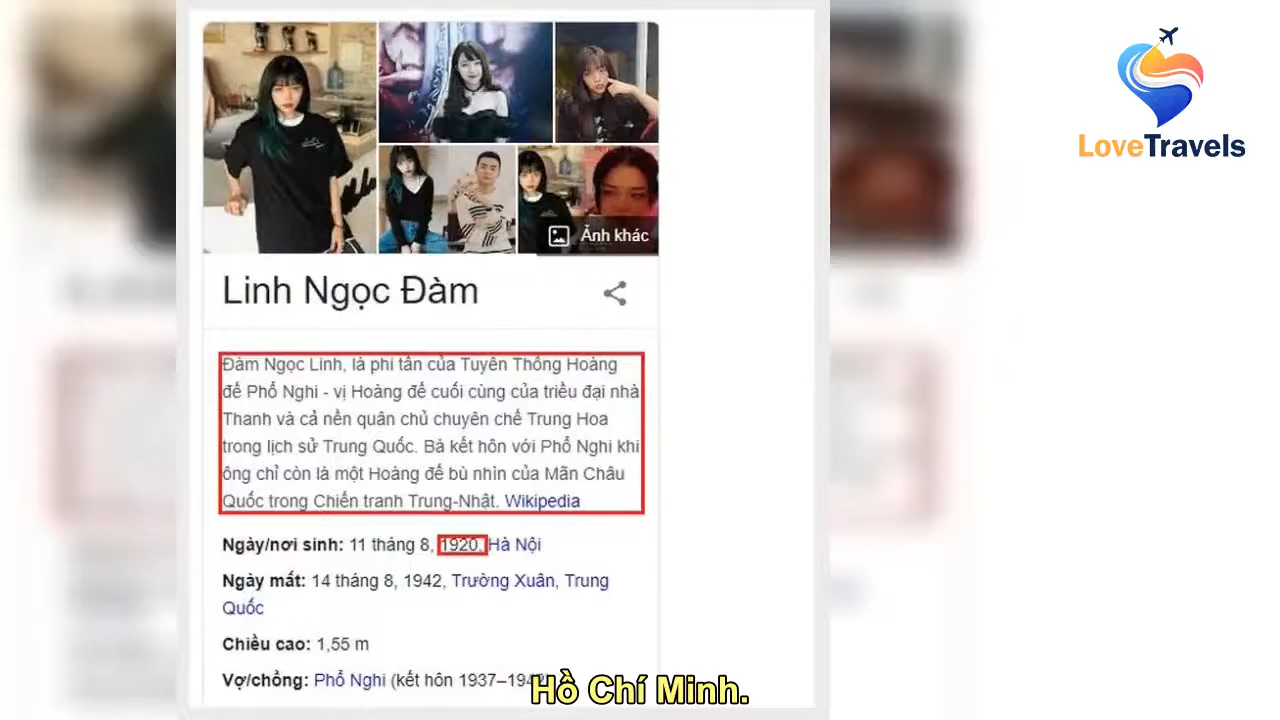 LoveTravels
Ảnh khác
Linh Ngọc Đàm
Đàm Ngọc Linh, là phi tần của Tuyên Thống Hoàng
đế Phổ Nghi - vị Hoàng đế cuối cùng của triều đại nhà
Thanh và cả nền quân chủ chuyên chế Trung Hoa
trong lịch sử Trung Quốc. Bà kết hôn với Phổ Nghi khi
ông chỉ còn là một Hoàng đế bù nhìn của Mãn Châu
Quốc trong Chiến tranh Trung-Nhật. Wikipedia
Ngày/nơi sinh: 11 tháng 8, 1920, Hà Nội
Ngày mất: 14 tháng 8, 1942, Trường Xuân, Trung
Quốc
Chiều cao: 1,55 m
Vợ/chồng: Phổ Nghi (kết hôn 1937–194
Hồ Chí Minh.